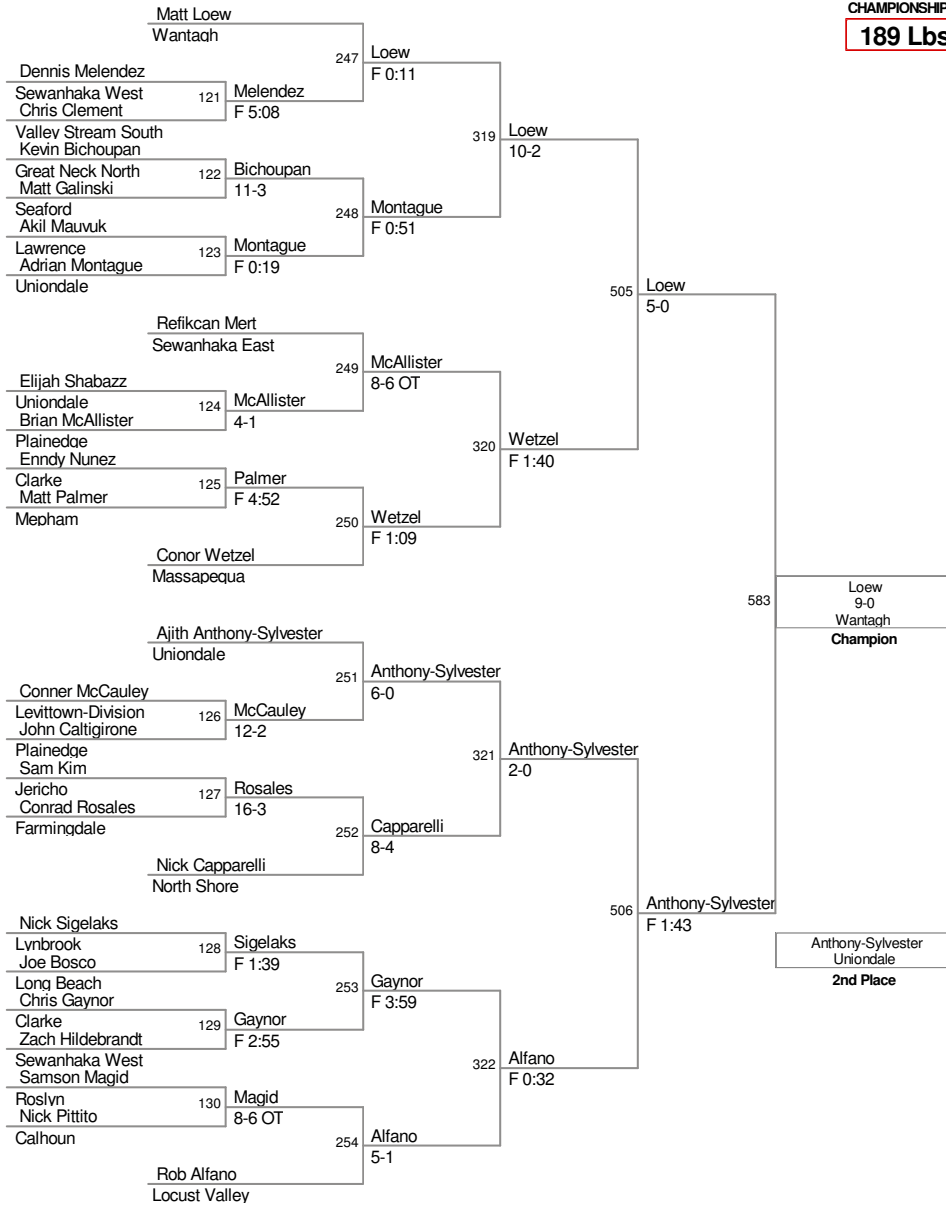 CHAMPIONSHIP
189 Lbs
Matt Loew
Wantagh
247 Loew
F 0:11
Dennis Melendez
Sewanhaka West
121 Melendez
F 5:08
Chris Clement
Valley Stream South
319 Loew
10-2
Kevin Bichoupan
Great Neck North
122 Bichoupan
11-3
Matt Galinski
Seaford
248 Montague
F 0:51
Akil Mauvuk
Lawrence
123 Montague
F 0:19
Adrian Montague
Uniondale
505 Loew
5-0
Refikcan Mert
Sewanhaka East
249 McAllister
8-6 OT
Elijah Shabazz
Uniondale
124 McAllister
4-1
Brian McAllister
Plainedge
320 Wetzel
F 1:40
Enndy Nunez
Clarke
125 Palmer
F 4:52
Matt Palmer
Mepham
250 Wetzel
F 1:09
Conor Wetzel
Massapequa
583 Loew
9-0
Wantagh
Champion
Ajith Anthony-Sylvester
Uniondale
251 Anthony-Sylvester
6-0
Conner McCauley
Levittown-Division
126 McCauley
12-2
John Caltigirone
Plainedge
321 Anthony-Sylvester
2-0
Sam Kim
Jericho
127 Rosales
16-3
Conrad Rosales
Farmingdale
252 Capparelli
8-4
Nick Capparelli
North Shore
506 Anthony-Sylvester
F 1:43
Nick Sigelaks
Lynbrook
128 Sigelaks
F 1:39
Joe Bosco
Long Beach
253 Gaynor
F 3:59
Chris Gaynor
Clarke
129 Gaynor
F 2:55
Zach Hildebrandt
Sewanhaka West
322 Alfano
F 0:32
Samson Magid
Roslyn
130 Magid
8-6 OT
Nick Pittito
Calhoun
254 Alfano
5-1
Rob Alfano
Locust Valley
Anthony-Sylvester
Uniondale
2nd Place